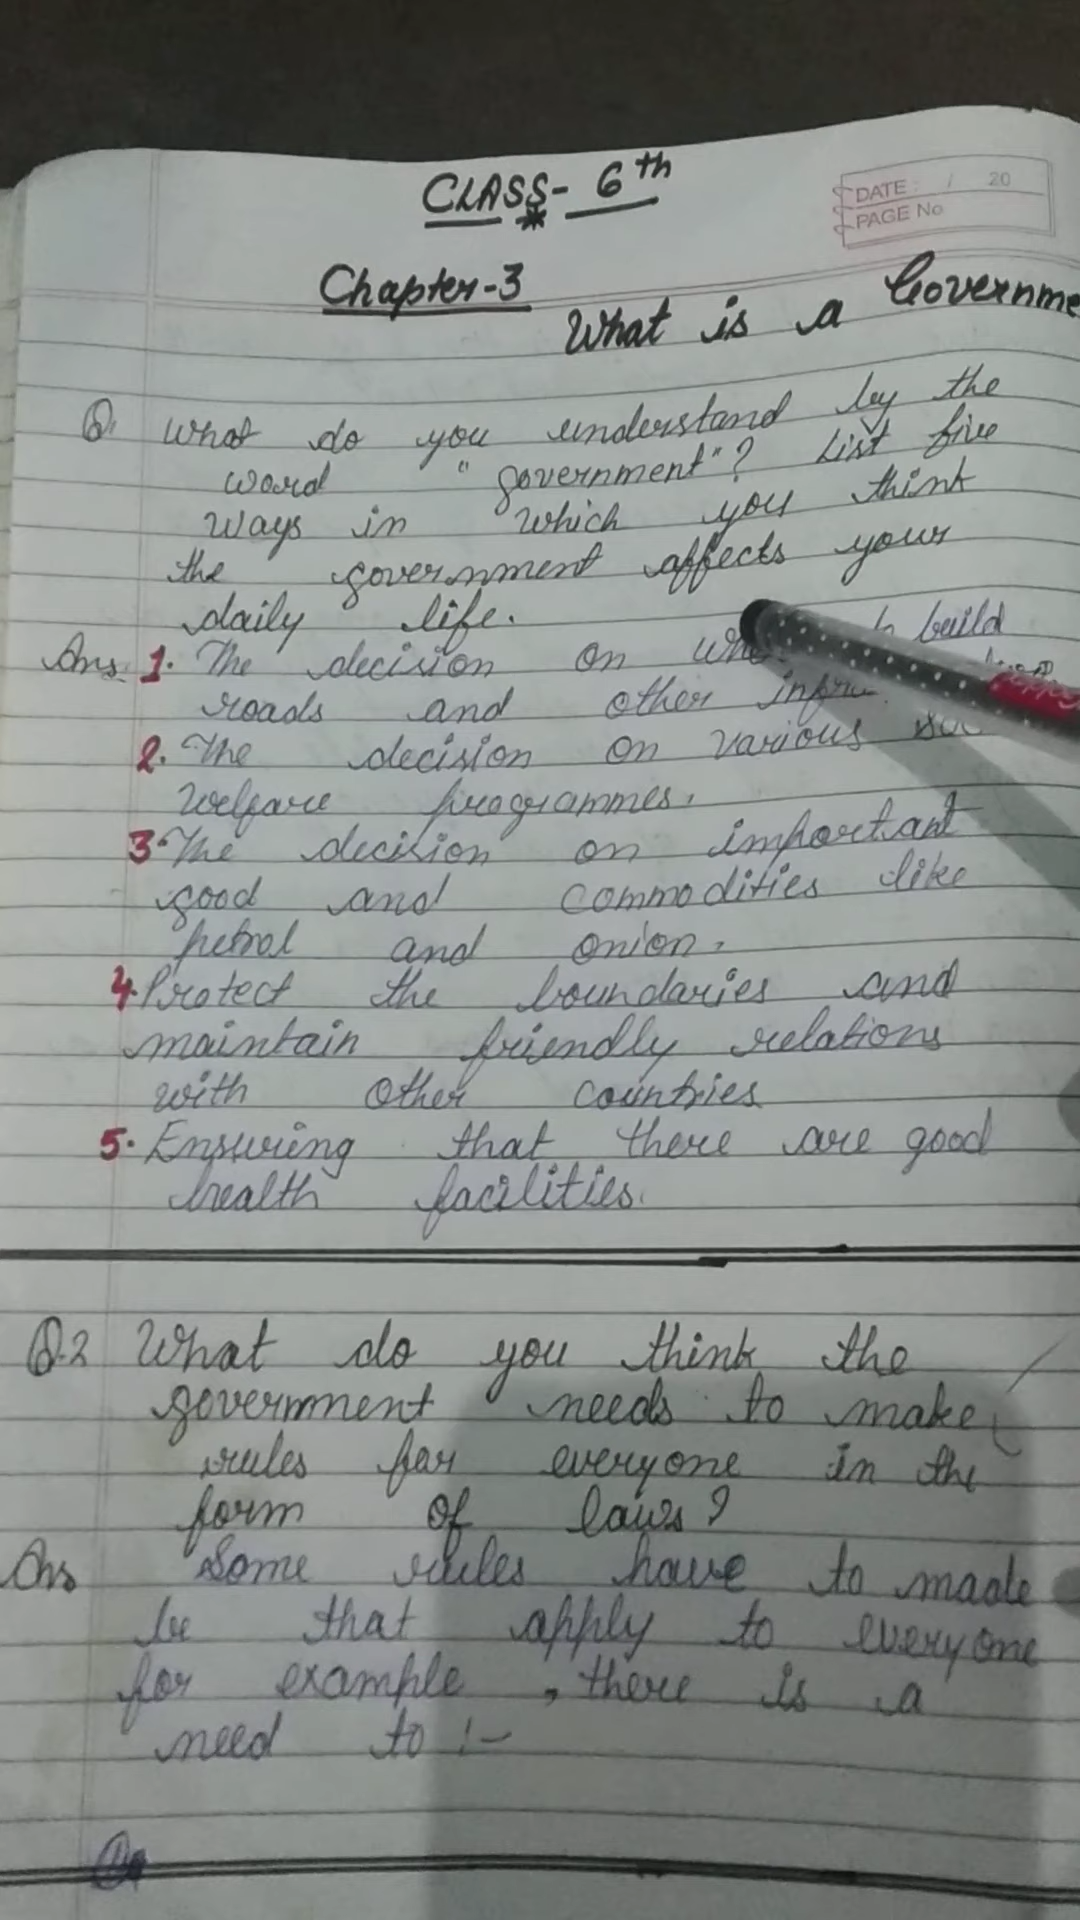 CLASS- 6th
DATE: / 20
PAGE No
Chapter-3
What is a Governme
Q. What do you understand by the
word "government"? List five
ways in which you think
the government affects your
daily life.
Ans. 1. The decision on build
roads and other infra
2. The decision on various
welfare programmes.
3. The decision on important
good and commodities like
petrol and onion.
4. Protect the boundaries and
maintain friendly relations
with other countries
5. Ensuring that there are good
health facilities.
Q.2 What do you think the
government needs to make
rules for everyone in the
form of laws?
Ans Some rules have to made
be that apply to everyone
for example, there is a
need to :-